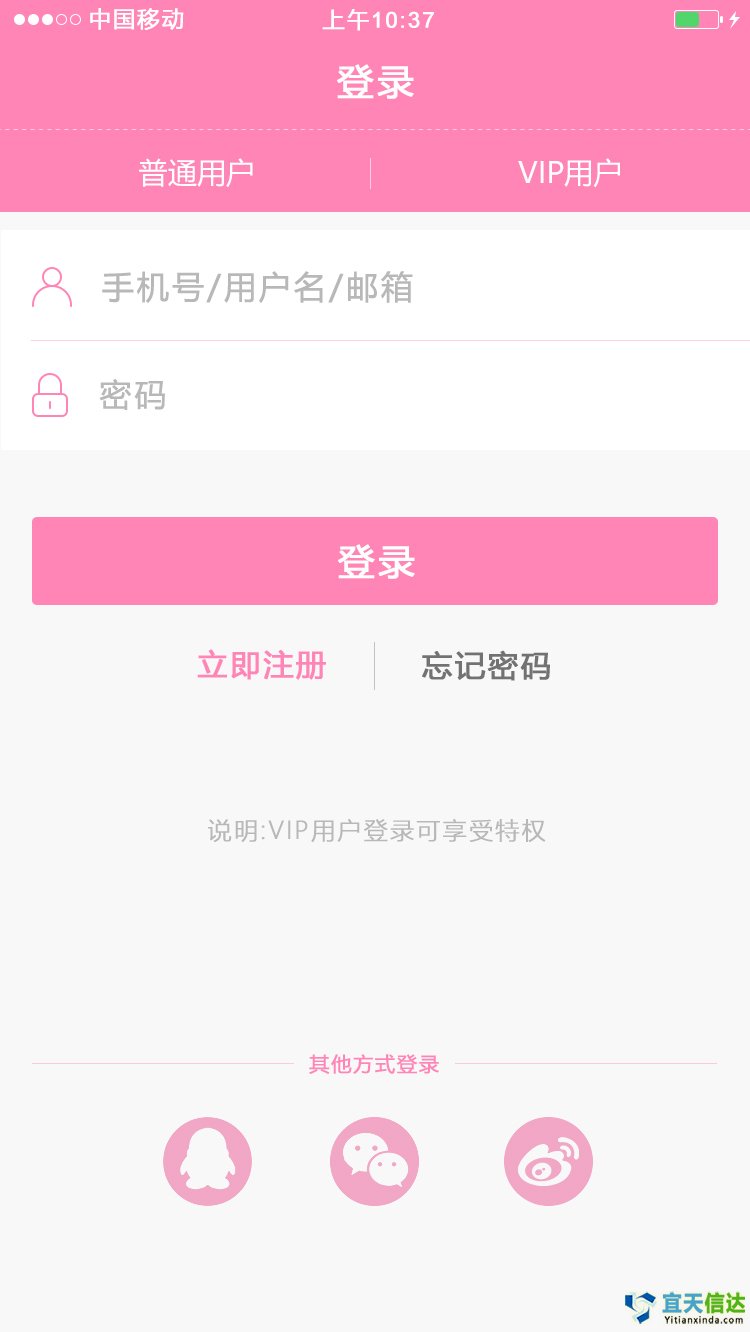 中国移动 上午10:37
登录
普通用户 VIP用户
手机号/用户名/邮箱
密码
登录
立即注册 忘记密码
说明:VIP用户登录可享受特权
其他方式登录
宜天信达
Yitianxinda.com